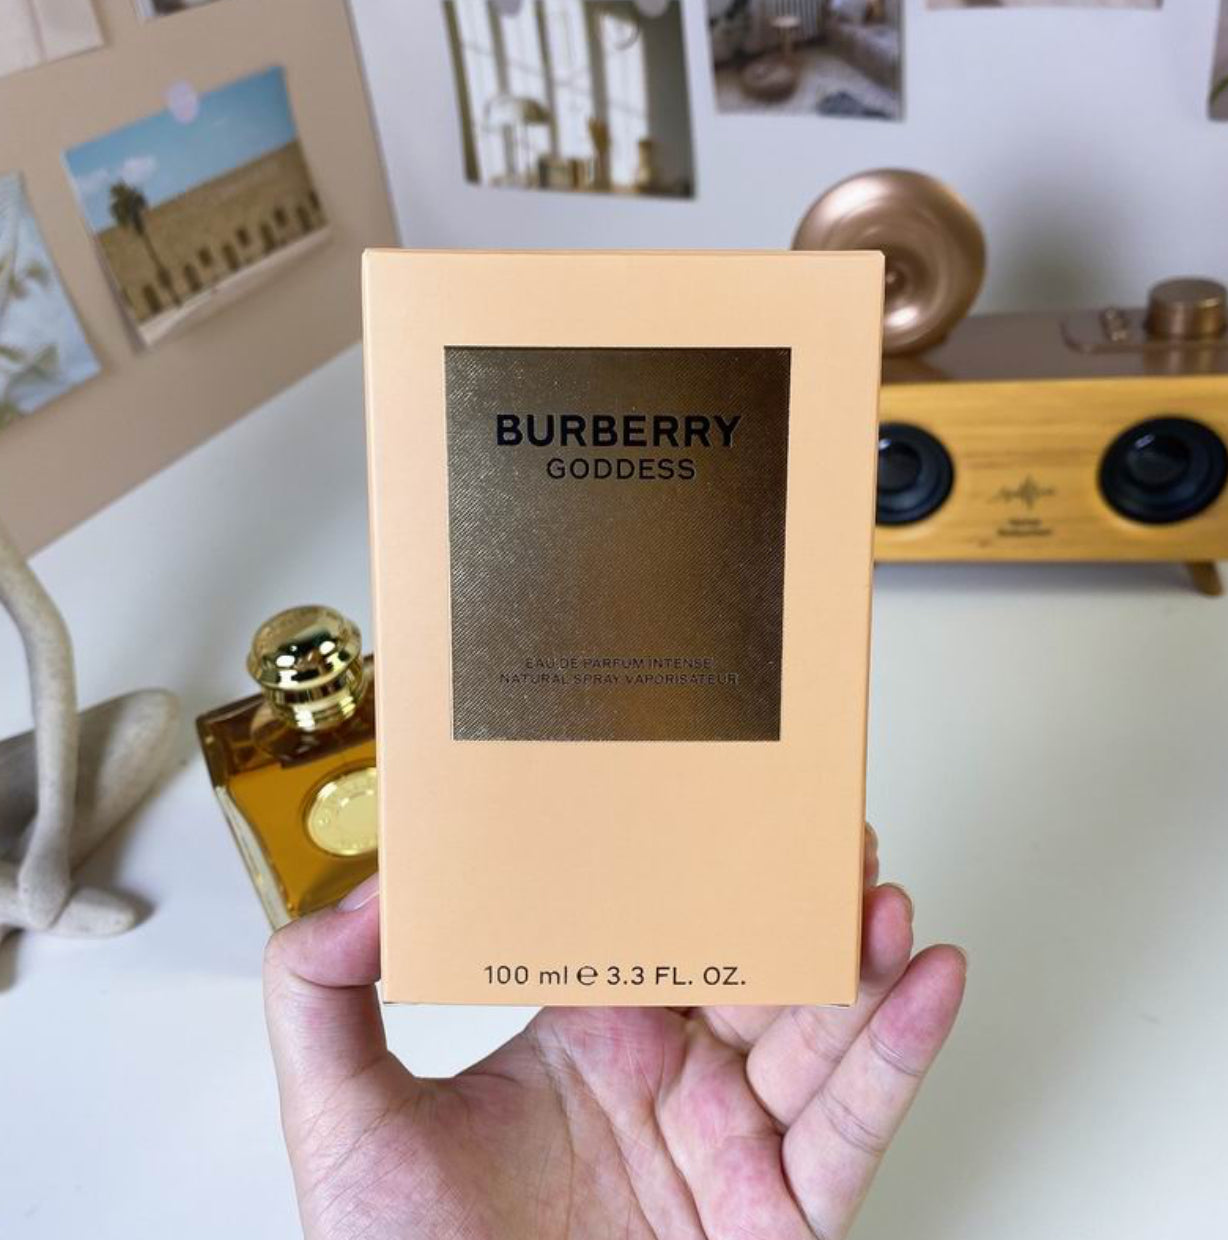 BURBERRY
GODDESS
EAU DE PARFUM INTENSE
NATURAL SPRAY VAPORISATEUR
100 ml ℮ 3.3 FL. OZ.